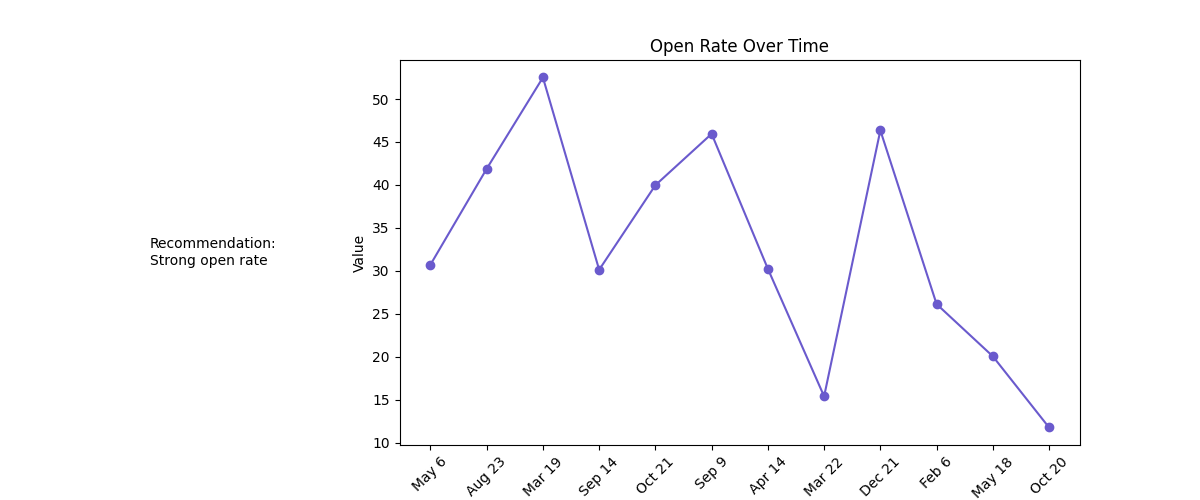 Open Rate Over Time
Recommendation:
Strong open rate
Value
50
45
40
35
30
25
20
15
10
May 6
Aug 23
Mar 19
Sep 14
Oct 21
Sep 9
Apr 14
Mar 22
Dec 21
Feb 6
May 18
Oct 20